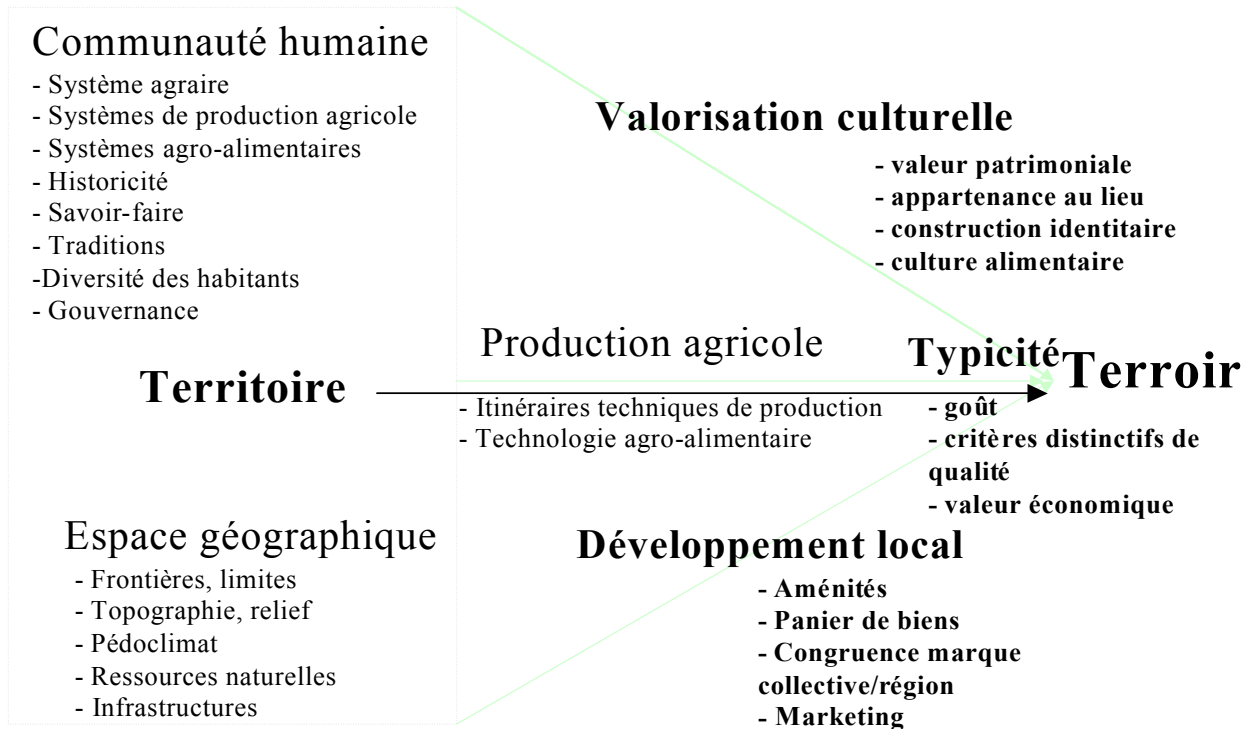 Communauté humaine
- Système agraire
- Systèmes de production agricole
- Systèmes agro-alimentaires
- Historicité
- Savoir-faire
- Traditions
-Diversité des habitants
- Gouvernance
Valorisation culturelle
- valeur patrimoniale
- appartenance au lieu
- construction identitaire
- culture alimentaire
Territoire
Production agricole
- Itinéraires techniques de production
- Technologie agro-alimentaire
Typicité
- goût
- critères distinctifs de
qualité
- valeur économique
Terroir
Espace géographique
- Frontières, limites
- Topographie, relief
- Pédoclimat
- Ressources naturelles
- Infrastructures
Développement local
- Aménités
- Panier de biens
- Congruence marque
collective/région
- Marketing